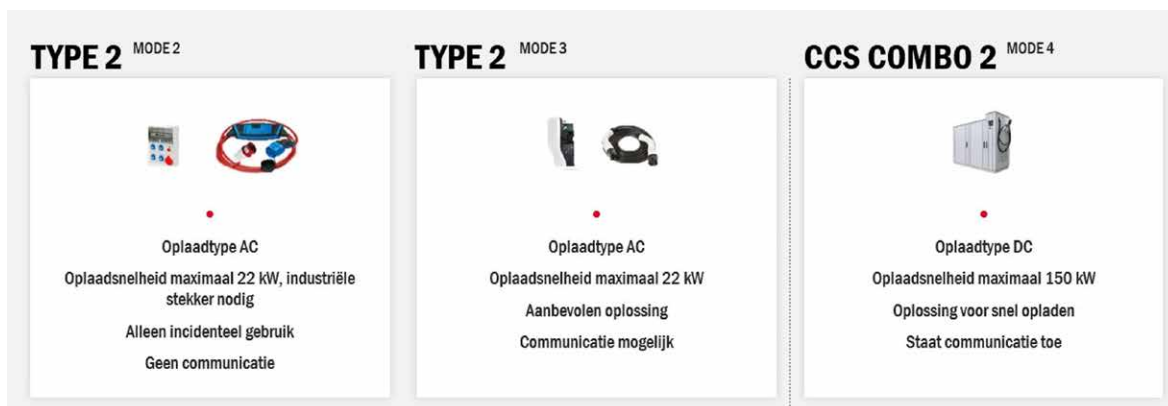 TYPE 2 MODE 2
Oplaadtype AC
Oplaadsnelheid maximaal 22 kW, industriële
stekker nodig
Alleen incidenteel gebruik
Geen communicatie
TYPE 2 MODE 3
Oplaadtype AC
Oplaadsnelheid maximaal 22 kW
Aanbevolen oplossing
Communicatie mogelijk
CCS COMBO 2 MODE 4
Oplaadtype DC
Oplaadsnelheid maximaal 150 kW
Oplossing voor snel opladen
Staat communicatie toe